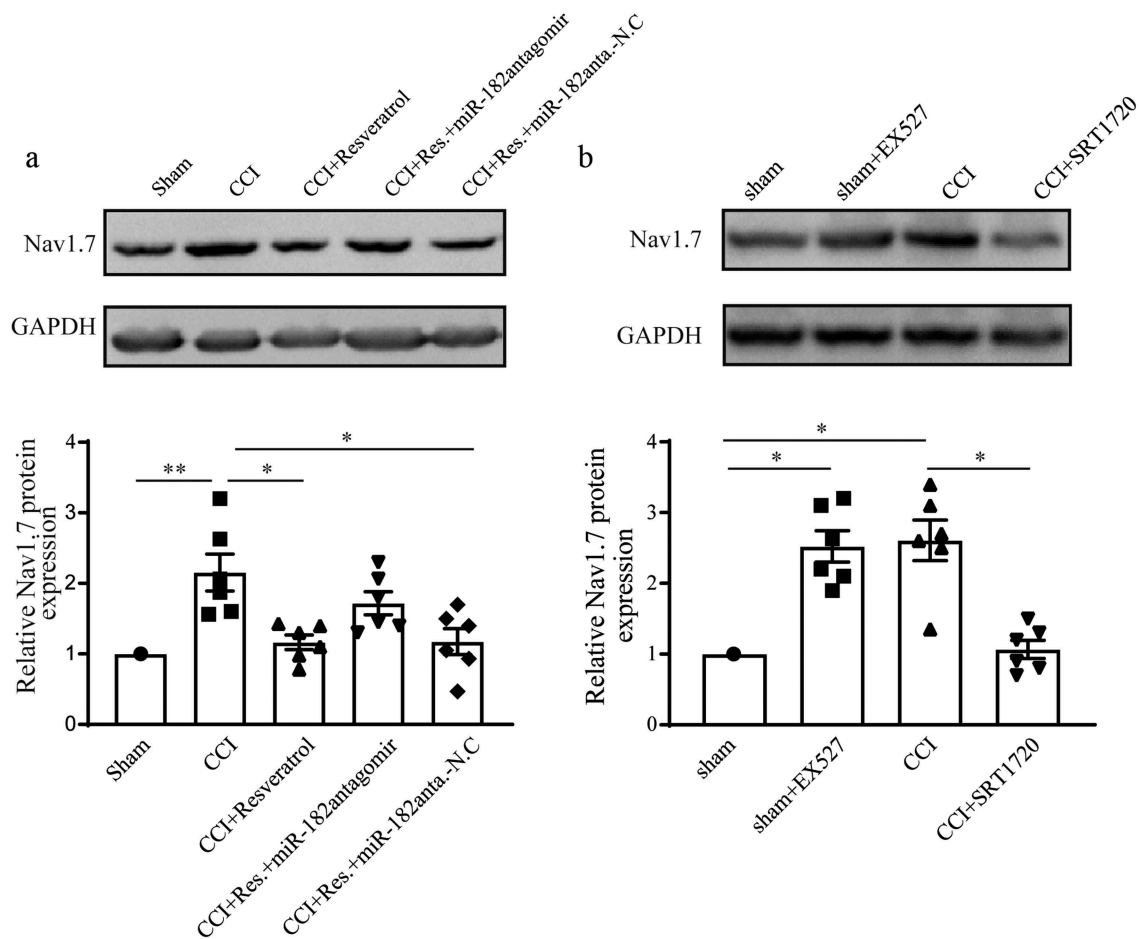 a
Sham
CCI
CCI+Resveratrol
CCI+Res.+miR-182antagomir
CCI+Res.+miR-182anta.-N.C
Nav1.7
GAPDH
Relative Nav1.7 protein
expression
4
3
2
1
0
**
*
*
Sham
CCI
CCI+Resveratrol
CCI+Res.+miR-182antagomir
CCI+Res.+miR-182anta.-N.C
b
sham
sham+EX527
CCI
CCI+SRT1720
Nav1.7
GAPDH
Relative Nav1.7 protein
expression
4
3
2
1
0
*
*
*
sham
sham+EX527
CCI
CCI+SRT1720